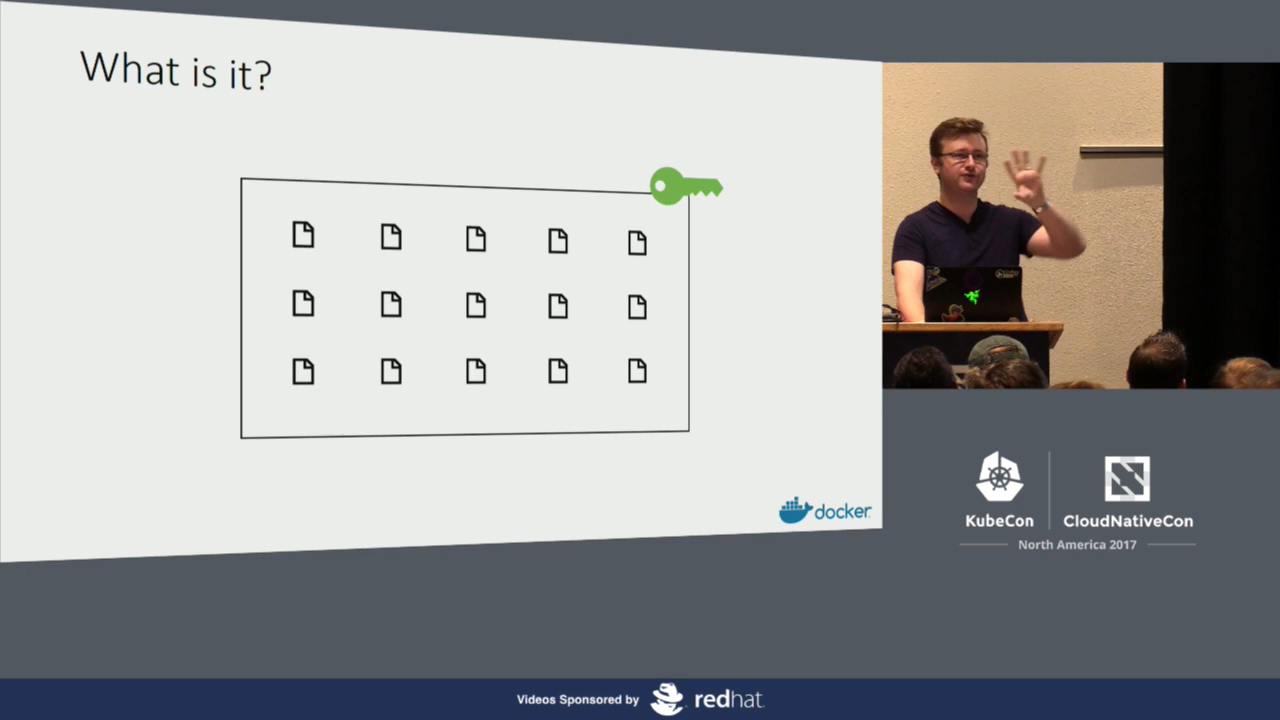 What is it?
docker
KubeCon
CloudNativeCon
North America 2017
Videos Sponsored by
redhat